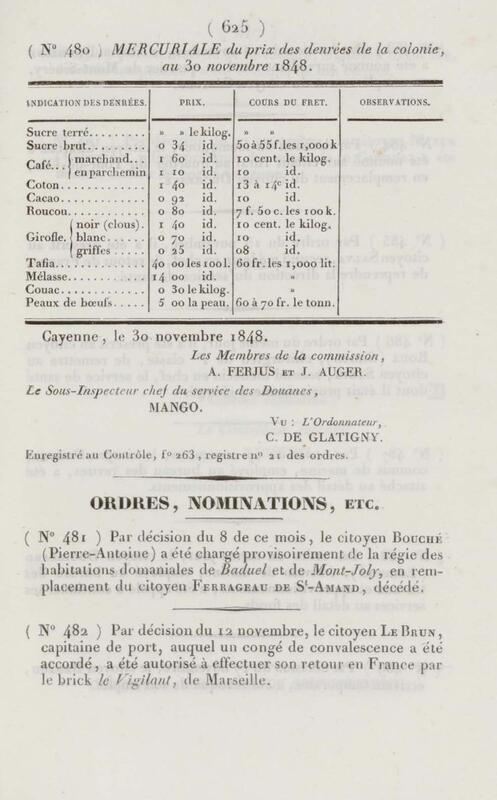 ( 625 )
( N° 480 ) MERCURIALE du prix des denrées de la colonie,
au 30 novembre 1848.
INDICATION DES DENRÉES. PRIX. COURS DU FRET. OBSERVATIONS.
Sucre terré......... » » le kilog. » »
Sucre brut......... 0 34 id. 50 à 55 f. les 1,000 k
Café... { marchand... 1 60 id. 10 cent. le kilog.
{ en parchemin 1 10 id. 10 id.
Coton............ 1 40 id. 13 à 14c id.
Cacao............ 0 92 id. 10 id.
Roucou........... 0 80 id. 7 f. 50 c. les 100 k.
Girofle. { noir (clous). 1 40 id. 10 cent. le kilog.
{ blanc...... 0 70 id. 10 id.
{ griffes ..... 0 25 id. 08 id.
Tafia............. 40 00 les 100 l. 60 fr. les 1,000 lit.
Mélasse........... 14 00 id. »
Couac............ 0 30 le kilog. »
Peaux de bœufs..... 5 00 la peau. 60 à 70 fr. le tonn.
Cayenne, le 30 novembre 1848.
Les Membres de la commission,
A. FERJUS ET J. AUGER.
Le Sous-Inspecteur chef du service des Douanes,
MANGO.
VU : L'Ordonnateur,
C. DE GLATIGNY.
Enregistré au Contrôle, f° 263, registre n° 21 des ordres.
ORDRES, NOMINATIONS, ETC.
( N° 481 ) Par décision du 8 de ce mois, le citoyen BOUCHÉ
(Pierre-Antoine) a été chargé provisoirement de la régie des
habitations domaniales de Baduel et de Mont-Joly, en rem-
placement du citoyen FERRAGEAU DE St-AMAND, décédé.
( N° 482 ) Par décision du 12 novembre, le citoyen LE BRUN,
capitaine de port, auquel un congé de convalescence a été
accordé, a été autorisé à effectuer son retour en France par
le brick le Vigilant, de Marseille.